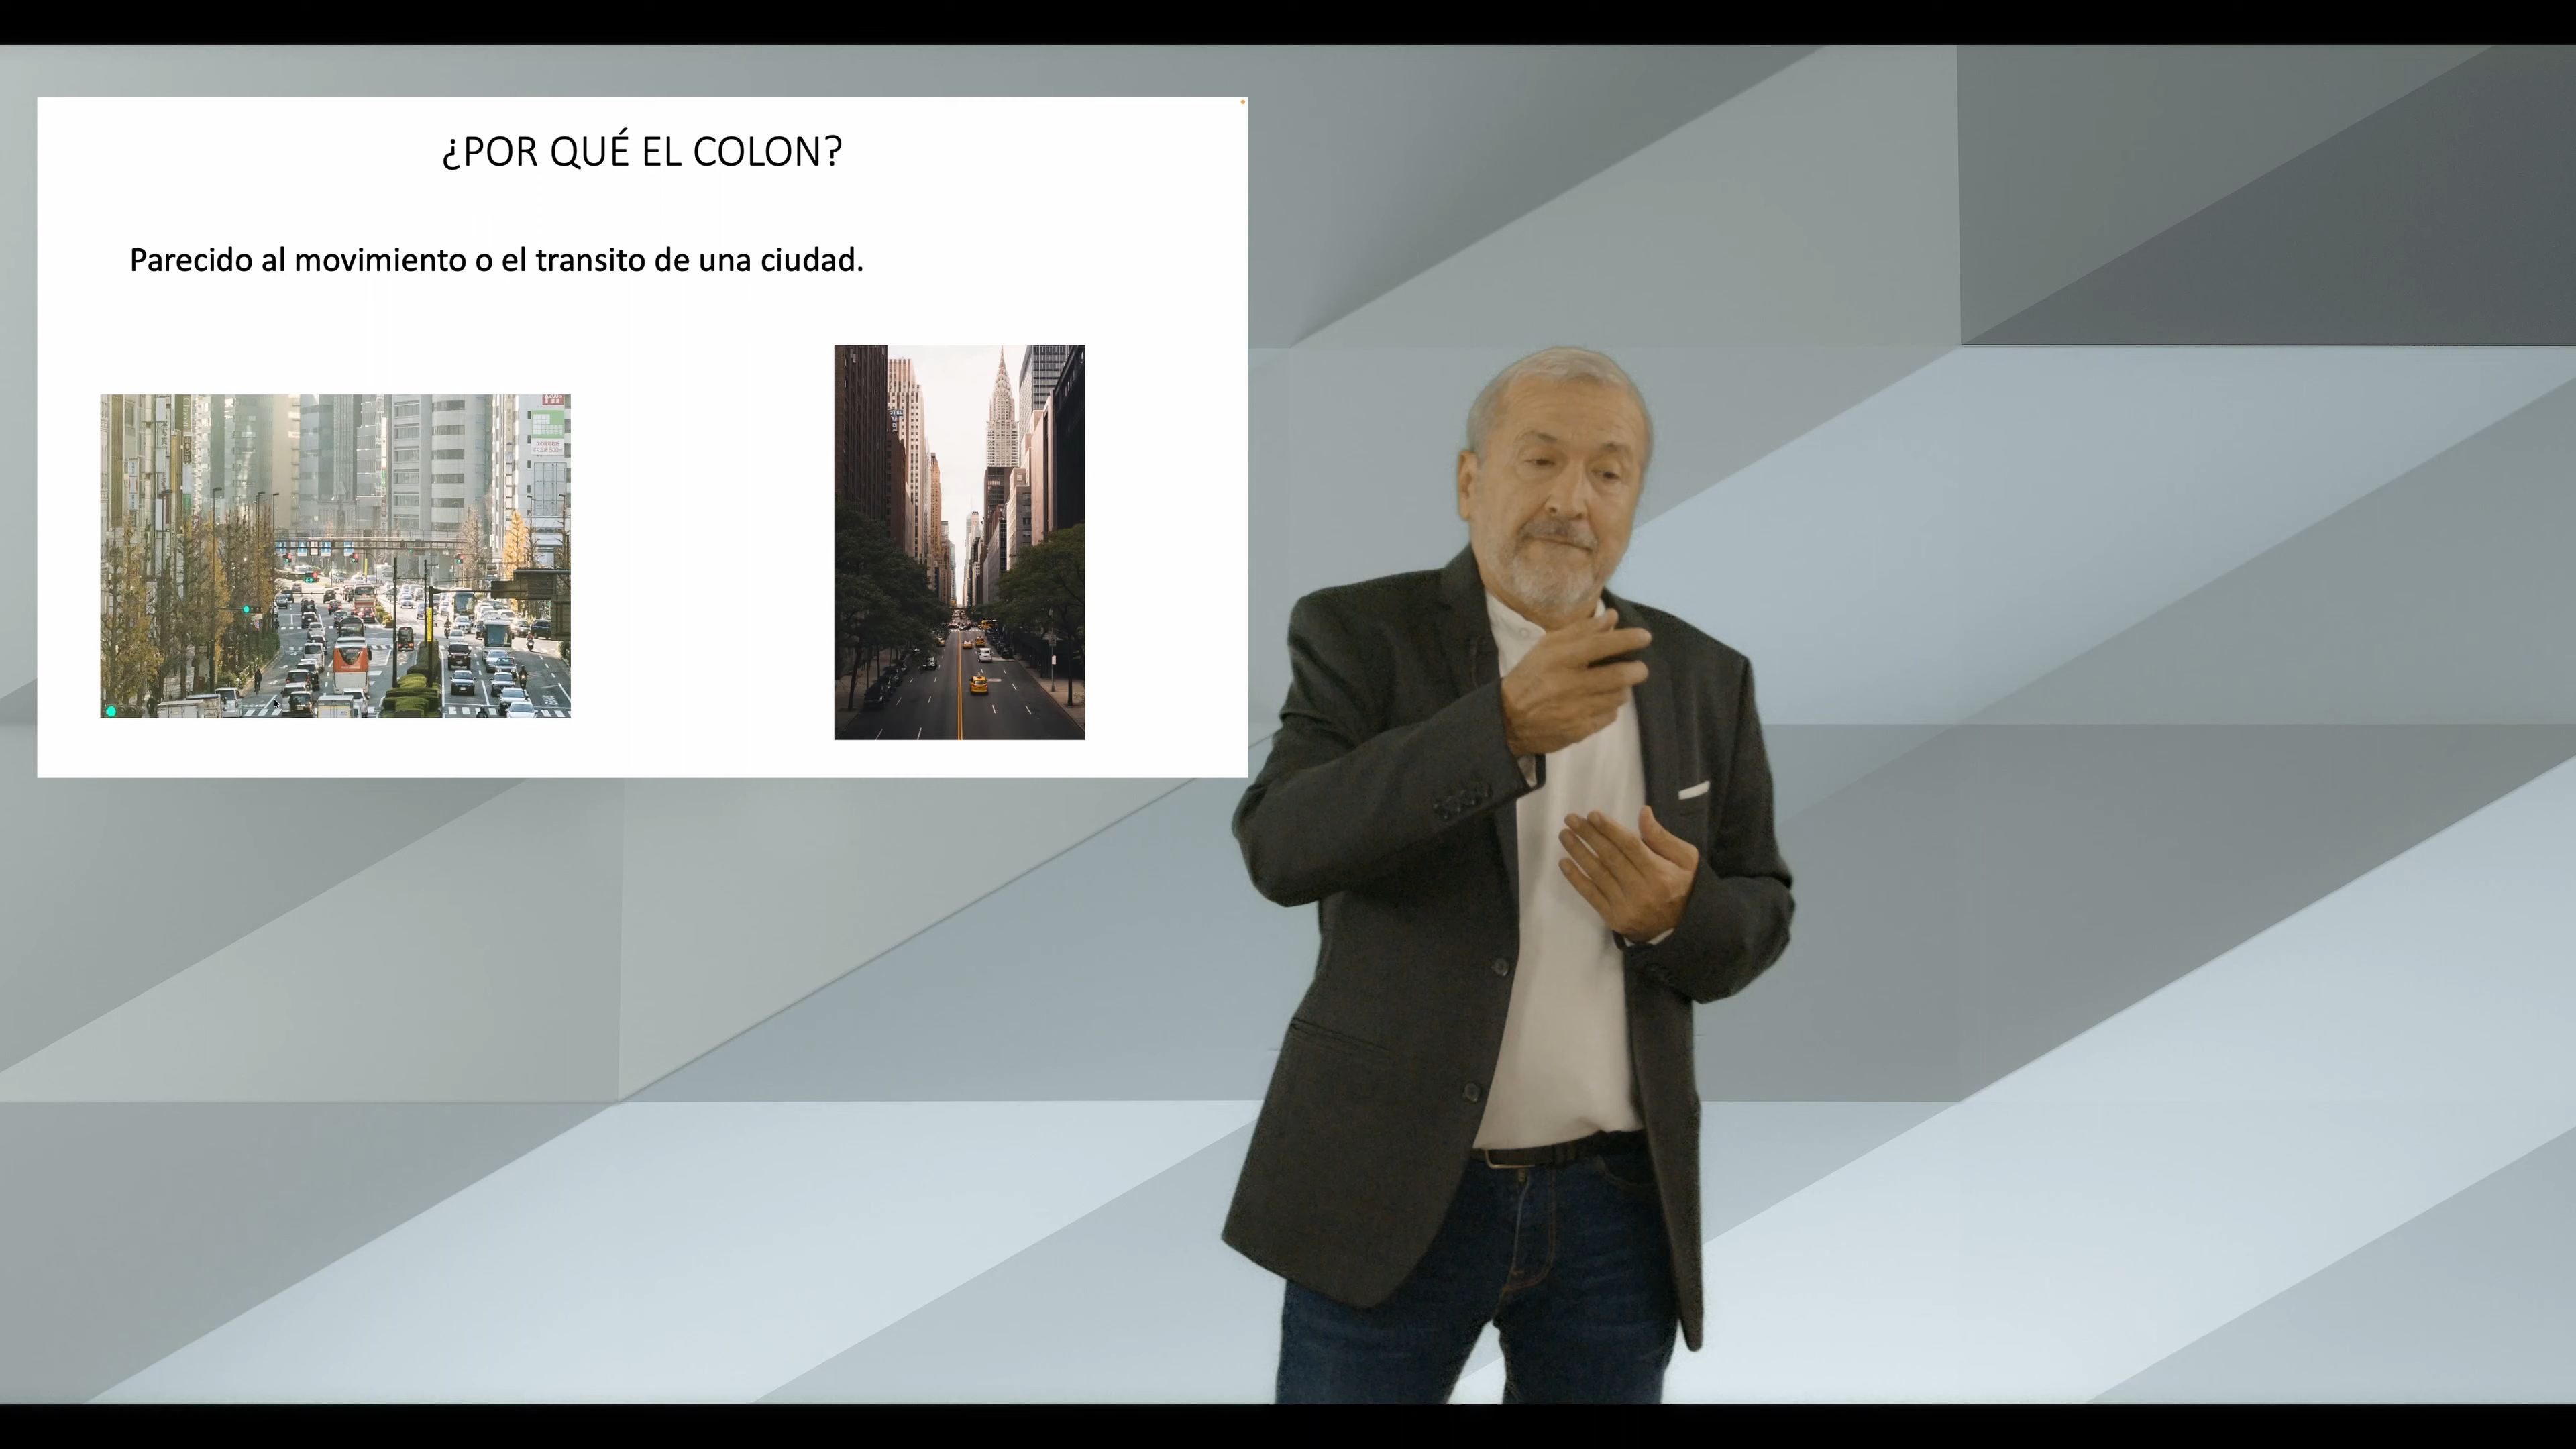 ¿POR QUÉ EL COLON?
Parecido al movimiento o el transito de una ciudad.